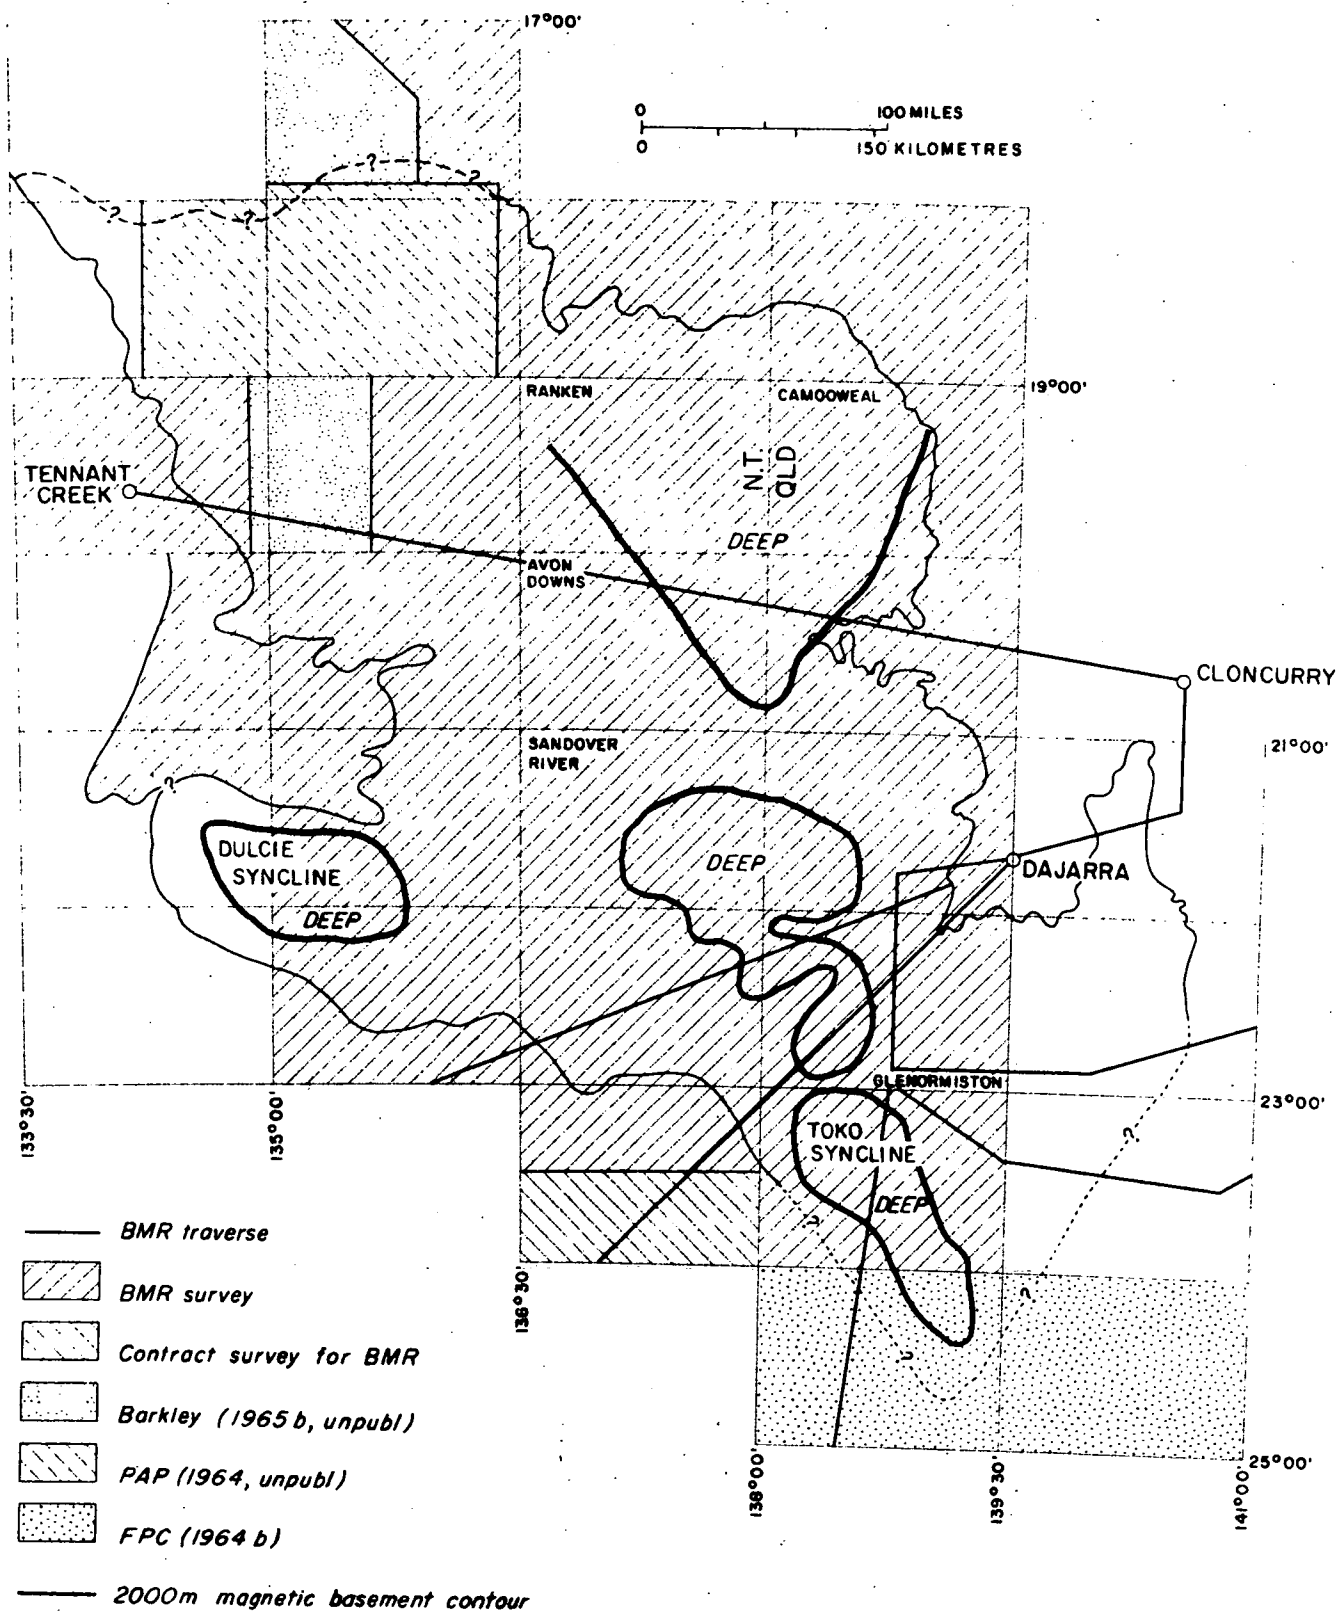 17°00'
0 100 MILES
0 150 KILOMETRES
?
?
?
?
RANKEN
CAMOOWEAL
19°00'
TENNANT
CREEK
N.T.
QLD
DEEP
AVON
DOWNS
CLONCURRY
SANDOVER
RIVER
21°00'
?
DULCIE
SYNCLINE
DEEP
DEEP
DAJARRA
GLENORMISTON
23°00'
133°30'
135°00'
TOKO
SYNCLINE
DEEP
?
?
?
?
136°30'
138°00'
139°30'
141°00'
25°00'
BMR traverse
BMR survey
Contract survey for BMR
Barkley (1965b, unpubl)
PAP (1964, unpubl)
FPC (1964b)
2000m magnetic basement contour